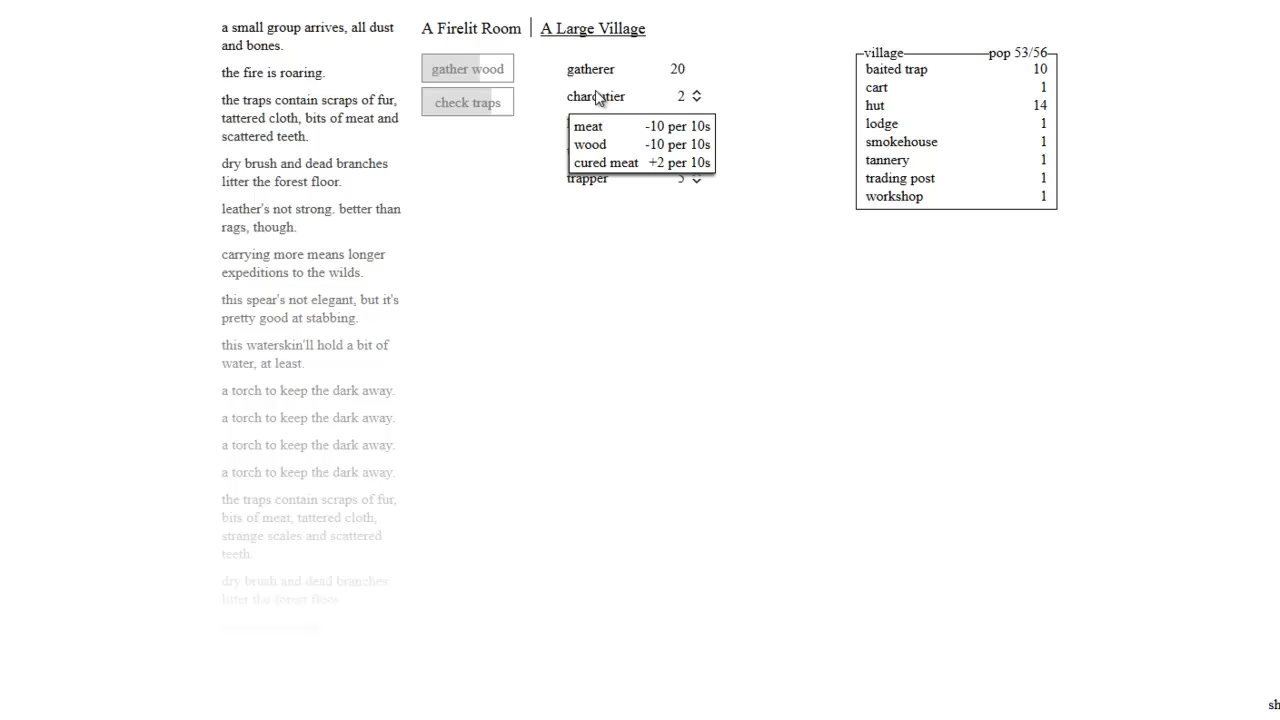 a small group arrives, all dust
and bones.
the fire is roaring.
the traps contain scraps of fur,
tattered cloth, bits of meat and
scattered teeth.
dry brush and dead branches
litter the forest floor.
leather's not strong. better than
rags, though.
carrying more means longer
expeditions to the wilds.
this spear's not elegant, but it's
pretty good at stabbing.
this waterskin'll hold a bit of
water, at least.
a torch to keep the dark away.
a torch to keep the dark away.
a torch to keep the dark away.
a torch to keep the dark away.
the traps contain scraps of fur,
bits of meat, tattered cloth,
strange scales and scattered
teeth.
dry brush and dead branches
litter the forest floor.
A Firelit Room | A Large Village
gather wood
check traps
gatherer 20
2
meat -10 per 10s
wood -10 per 10s
cured meat +2 per 10s
trapper 5
village pop 53/56
baited trap 10
cart 1
hut 14
lodge 1
smokehouse 1
tannery 1
trading post 1
workshop 1
sh